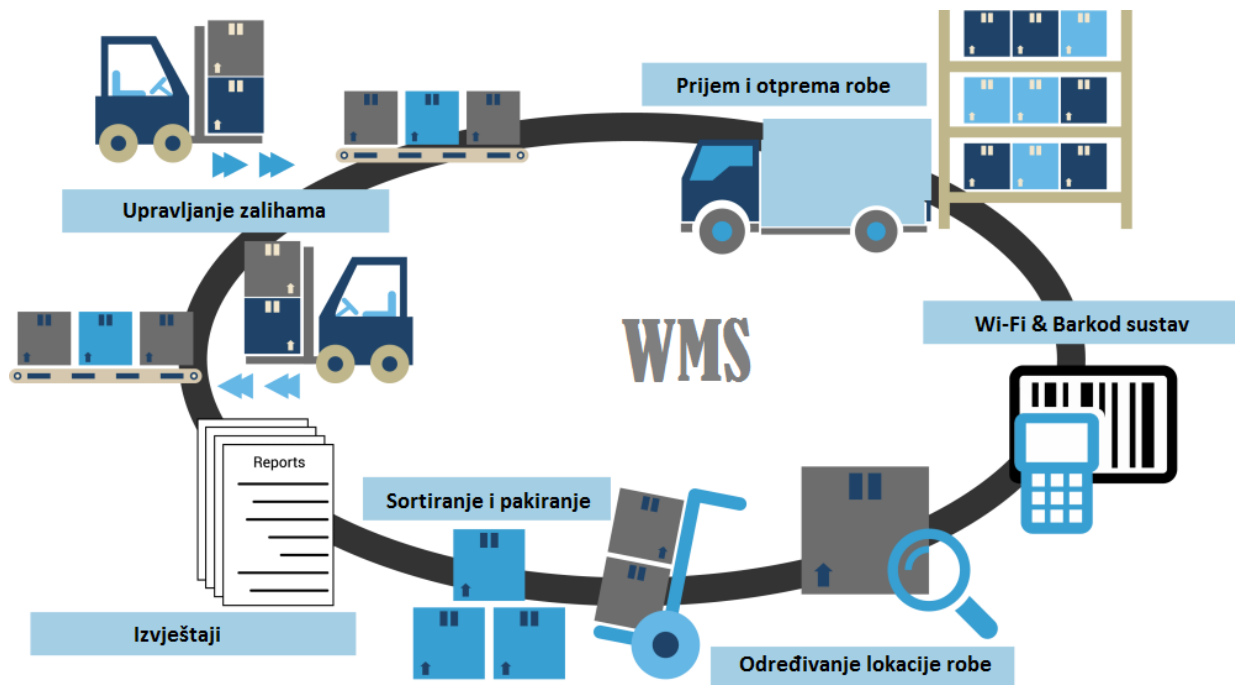 Prijem i otprema robe
Upravljanje zalihama
Wi-Fi & Barkod sustav
WMS
Reports
Sortiranje i pakiranje
Izvještaji
Određivanje lokacije robe